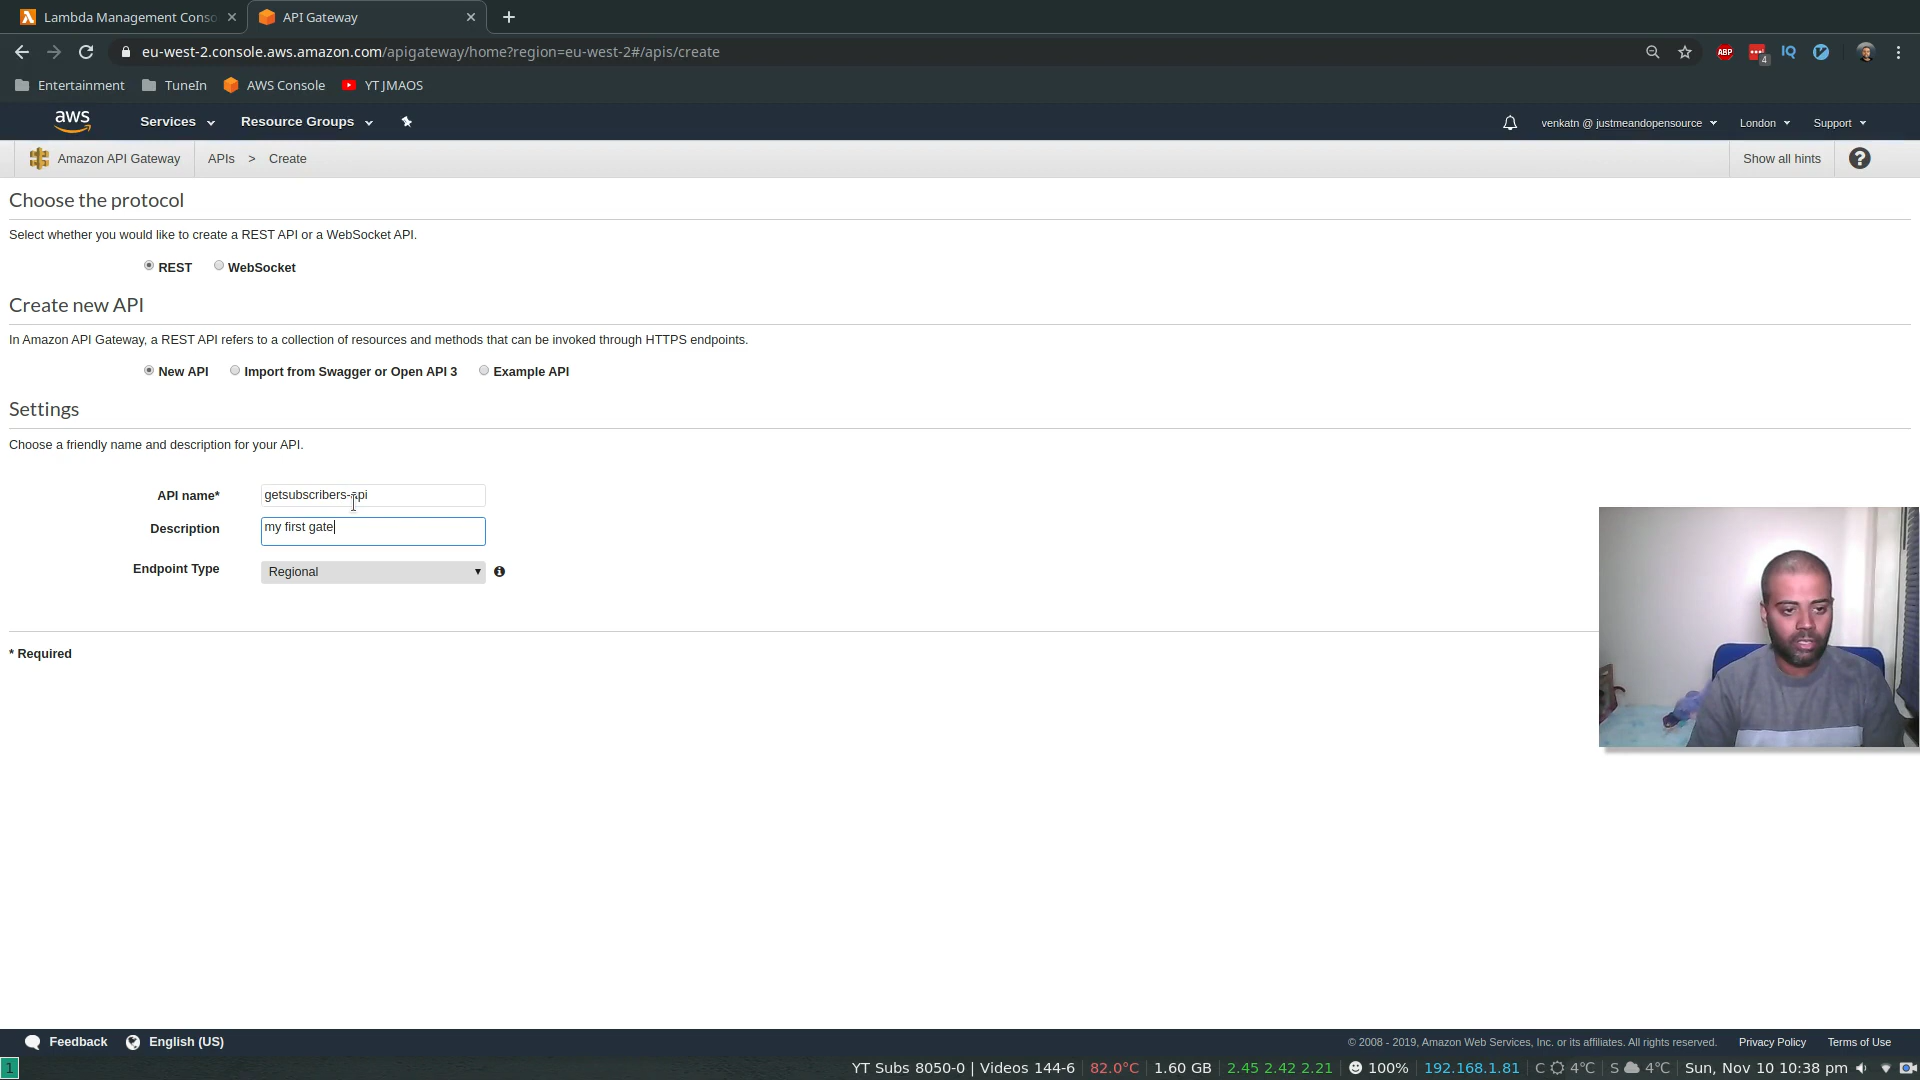 Lambda Management Conso
API Gateway
eu-west-2.console.aws.amazon.com/apigateway/home?region=eu-west-2#/apis/create
ABP
4
IQ
Entertainment
TuneIn
AWS Console
YT JMAOS
aws
Services
Resource Groups
venkatn @ justmeandopensource
London
Support
Amazon API Gateway
APIs > Create
Show all hints
Choose the protocol
Select whether you would like to create a REST API or a WebSocket API.
REST
WebSocket
Create new API
In Amazon API Gateway, a REST API refers to a collection of resources and methods that can be invoked through HTTPS endpoints.
New API
Import from Swagger or Open API 3
Example API
Settings
Choose a friendly name and description for your API.
API name*
getsubscribers-api
Description
my first gate
Endpoint Type
Regional
* Required
Feedback
English (US)
© 2008 - 2019, Amazon Web Services, Inc. or its affiliates. All rights reserved.
Privacy Policy
Terms of Use
1
YT Subs 8050-0 | Videos 144-6 | 82.0°C | 1.60 GB | 2.45 2.42 2.21 | 100% | 192.168.1.81 | C 4°C | S 4°C | Sun, Nov 10 10:38 pm